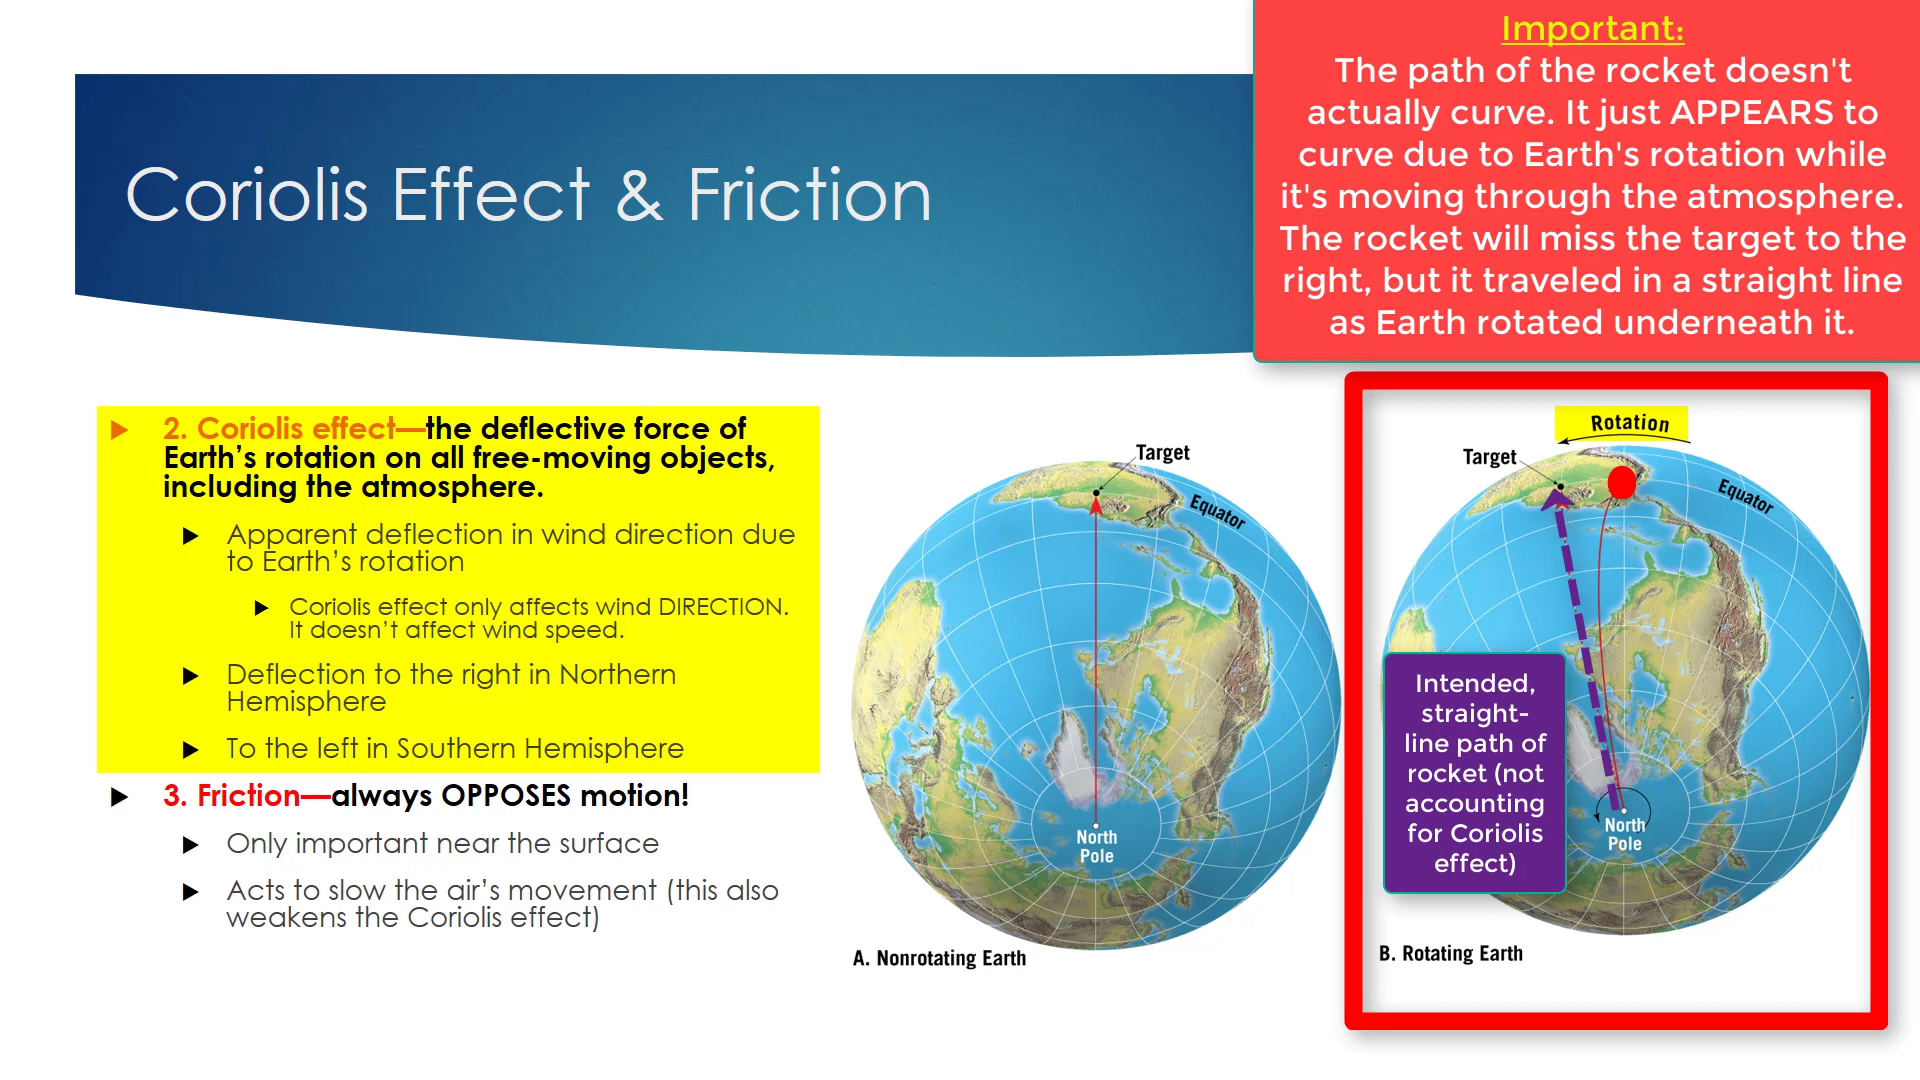 Important:
The path of the rocket doesn't
actually curve. It just APPEARS to
curve due to Earth's rotation while
it's moving through the atmosphere.
The rocket will miss the target to the
right, but it traveled in a straight line
as Earth rotated underneath it.
Coriolis Effect & Friction
2. Coriolis effect—the deflective force of
Earth's rotation on all free-moving objects,
including the atmosphere.
Apparent deflection in wind direction due
to Earth's rotation
Coriolis effect only affects wind DIRECTION.
It doesn't affect wind speed.
Deflection to the right in Northern
Hemisphere
To the left in Southern Hemisphere
3. Friction—always OPPOSES motion!
Only important near the surface
Acts to slow the air's movement (this also
weakens the Coriolis effect)
Target
Equator
North
Pole
A. Nonrotating Earth
Rotation
Target
Equator
Intended,
straight-
line path of
rocket (not
accounting
for Coriolis
effect)
North
Pole
B. Rotating Earth